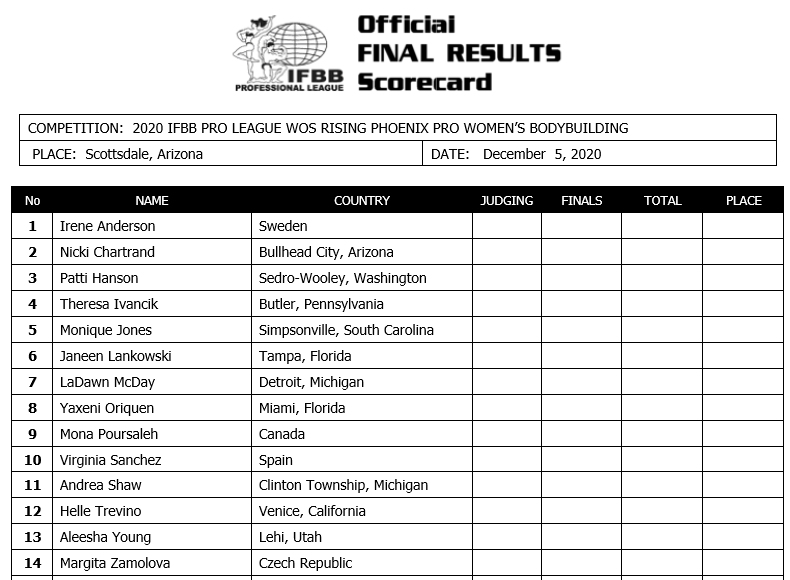 Official
FINAL RESULTS
Scorecard
IFBB
PROFESSIONAL LEAGUE
COMPETITION: 2020 IFBB PRO LEAGUE WOS RISING PHOENIX PRO WOMEN'S BODYBUILDING
PLACE: Scottsdale, Arizona DATE: December 5, 2020
No NAME COUNTRY JUDGING FINALS TOTAL PLACE
1 Irene Anderson Sweden
2 Nicki Chartrand Bullhead City, Arizona
3 Patti Hanson Sedro-Wooley, Washington
4 Theresa Ivancik Butler, Pennsylvania
5 Monique Jones Simpsonville, South Carolina
6 Janeen Lankowski Tampa, Florida
7 LaDawn McDay Detroit, Michigan
8 Yaxeni Oriquen Miami, Florida
9 Mona Poursaleh Canada
10 Virginia Sanchez Spain
11 Andrea Shaw Clinton Township, Michigan
12 Helle Trevino Venice, California
13 Aleesha Young Lehi, Utah
14 Margita Zamolova Czech Republic